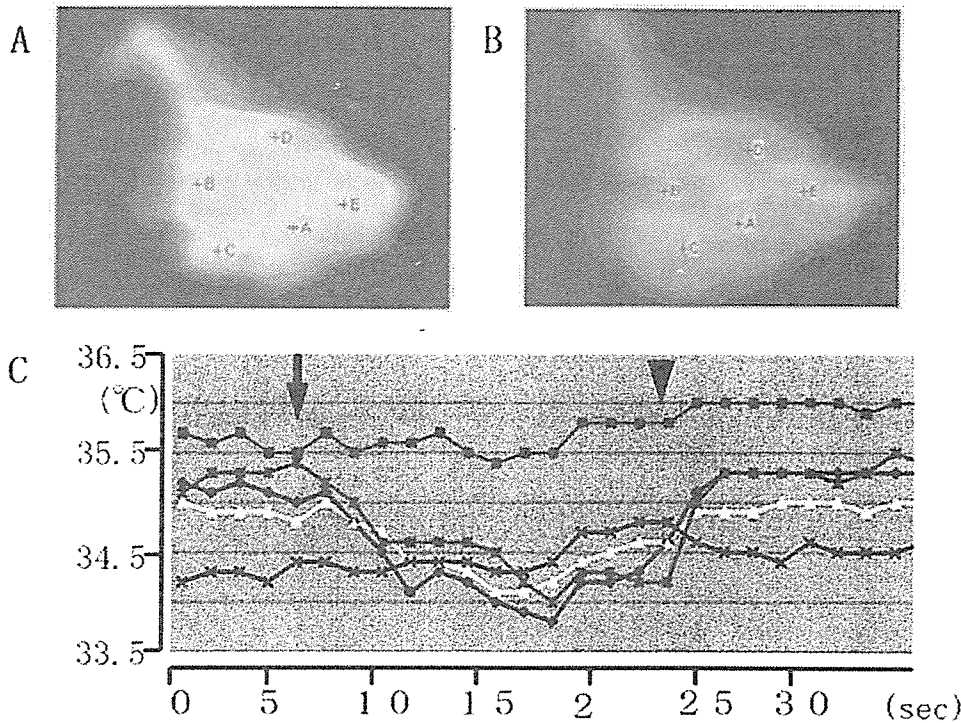 A
B
+D
+B
+E
+A
+C
+E
+A
+C
C
36.5
(℃)
35.5
34.5
33.5
0 5 10 15 2 25 30 (sec)